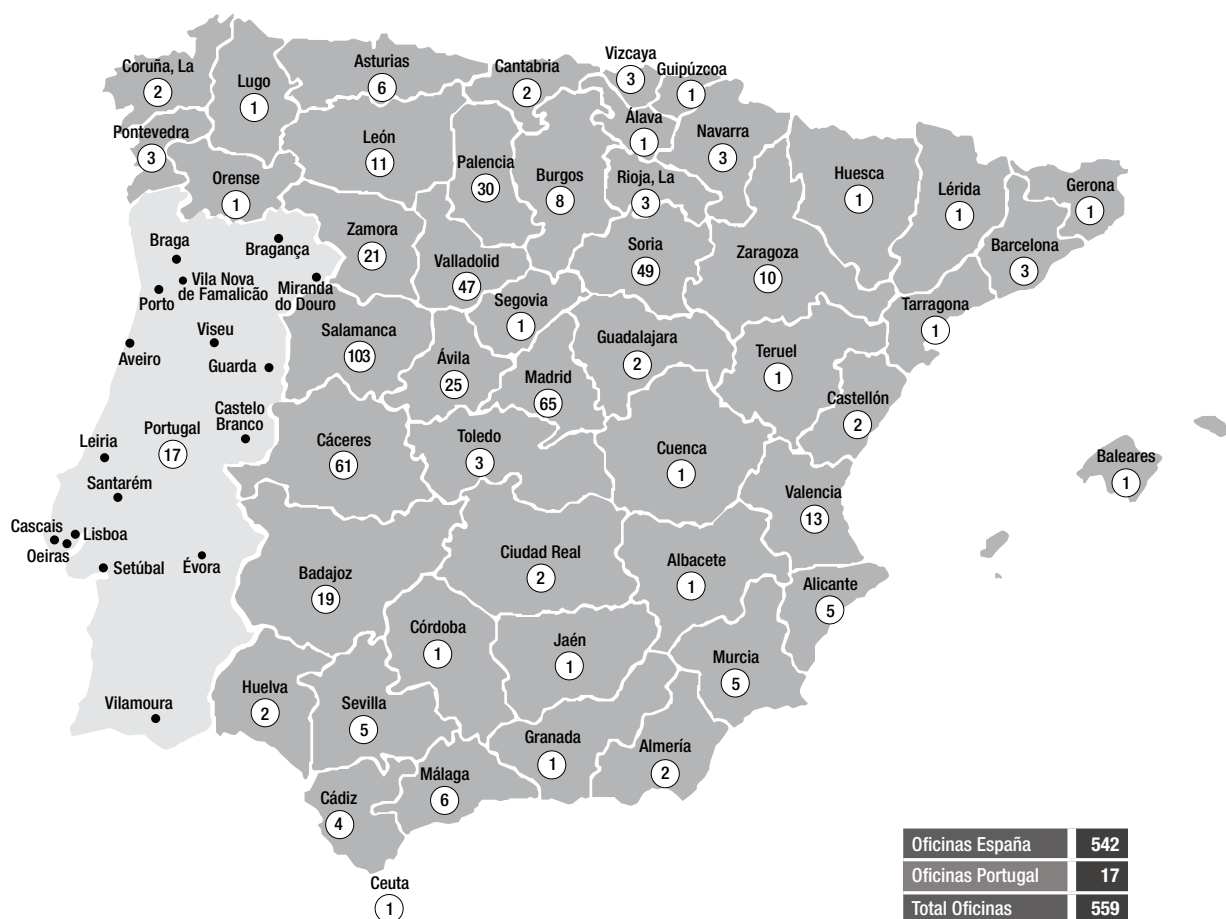 Coruña, La
2
Lugo
1
Asturias
6
Cantabria
2
Vizcaya
3
Guipúzcoa
1
Pontevedra
3
Orense
1
León
11
Palencia
30
Burgos
8
Álava
1
Rioja, La
3
Navarra
3
Huesca
1
Lérida
1
Gerona
1
Barcelona
3
Zamora
21
Valladolid
47
Soria
49
Zaragoza
10
Tarragona
1
Segovia
1
Braga
Bragança
Vila Nova
de Famalicão
Porto
Miranda
do Douro
Viseu
Aveiro
Guarda
Salamanca
103
Ávila
25
Madrid
65
Guadalajara
2
Teruel
1
Castellón
2
Castelo
Branco
Portugal
17
Leiria
Santarém
Cascais
Lisboa
Oeiras
Setúbal
Évora
Vilamoura
Cáceres
61
Toledo
3
Cuenca
1
Valencia
13
Baleares
1
Badajoz
19
Ciudad Real
2
Albacete
1
Alicante
5
Córdoba
1
Jaén
1
Murcia
5
Huelva
2
Sevilla
5
Granada
1
Almería
2
Málaga
6
Cádiz
4
Ceuta
1
Oficinas España 542
Oficinas Portugal 17
Total Oficinas 559